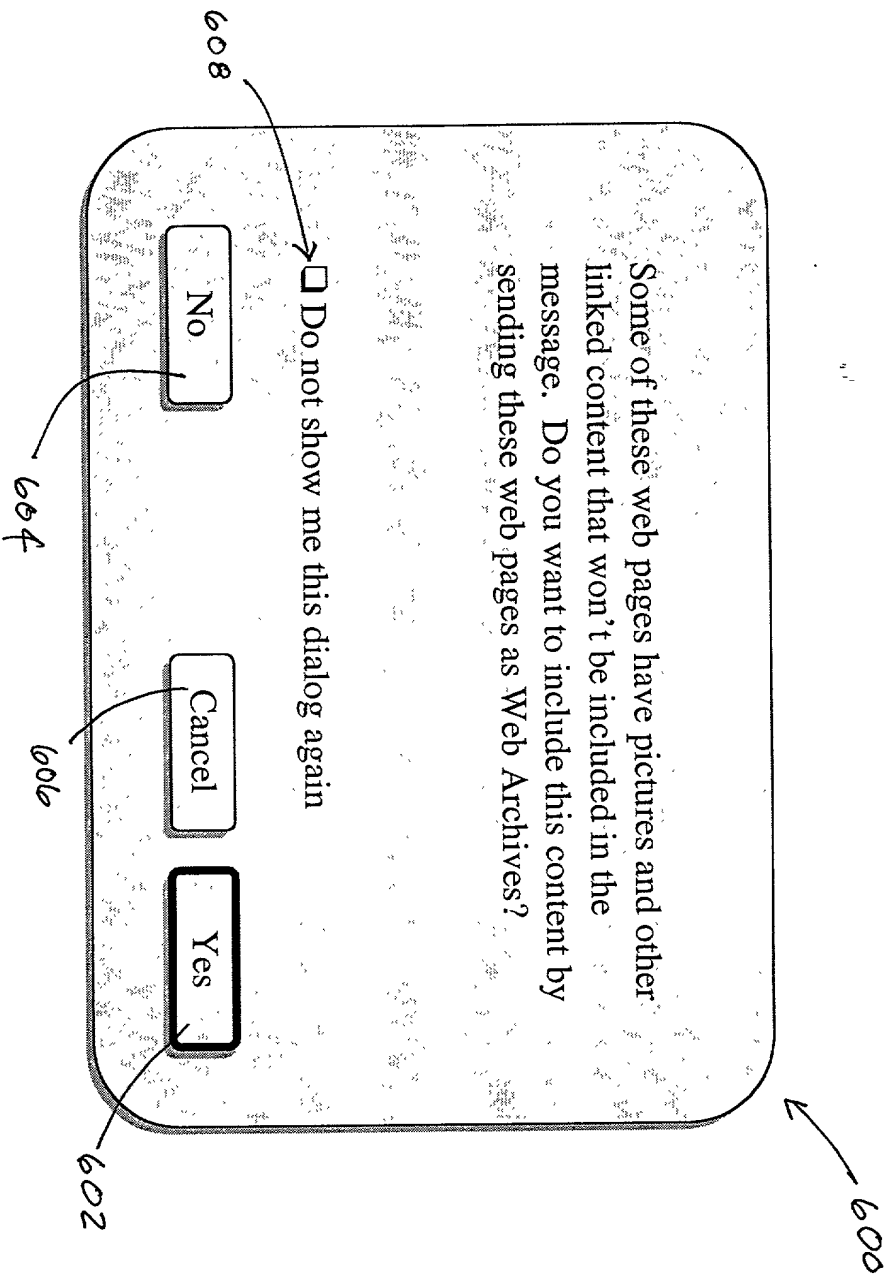 600
Some of these web pages have pictures and other
linked content that won't be included in the
message. Do you want to include this content by
sending these web pages as Web Archives?
608
❑ Do not show me this dialog again
No
Cancel
Yes
604
606
602